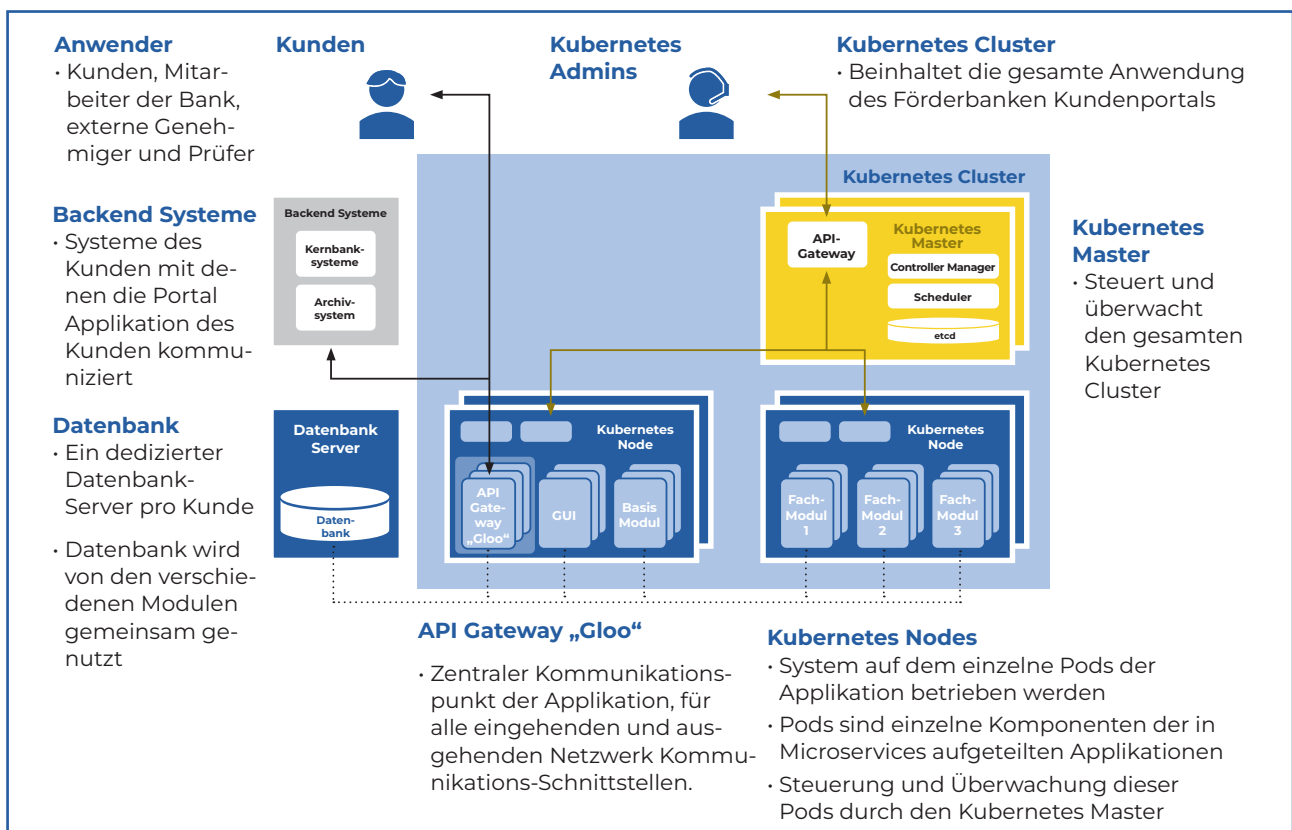 Anwender
· Kunden, Mitar-
beiter der Bank,
externe Geneh-
miger und Prüfer
Kunden
Kubernetes
Admins
Kubernetes Cluster
· Beinhaltet die gesamte Anwendung
des Förderbanken Kundenportals
Backend Systeme
· Systeme des
Kunden mit de-
nen die Portal
Applikation des
Kunden kommu-
niziert
Backend Systeme
Kernbank-
systeme
Archiv-
system
Kubernetes Cluster
API-
Gateway
Kubernetes
Master
Controller Manager
Scheduler
etcd
Kubernetes
Master
· Steuert und
überwacht
den gesamten
Kubernetes
Cluster
Datenbank
· Ein dedizierter
Datenbank-
Server pro Kunde
· Datenbank wird
von den verschie-
denen Modulen
gemeinsam ge-
nutzt
Datenbank
Server
Daten-
bank
Kubernetes
Node
API
Gate-
way
„Gloo“
GUI
Basis
Modul
Kubernetes
Node
Fach-
Modul
1
Fach-
Modul
2
Fach-
Modul
3
API Gateway „Gloo“
· Zentraler Kommunikations-
punkt der Applikation, für
alle eingehenden und aus-
gehenden Netzwerk Kommu-
nikations-Schnittstellen.
Kubernetes Nodes
· System auf dem einzelne Pods der
Applikation betrieben werden
· Pods sind einzelne Komponenten der in
Microservices aufgeteilten Applikationen
· Steuerung und Überwachung dieser
Pods durch den Kubernetes Master